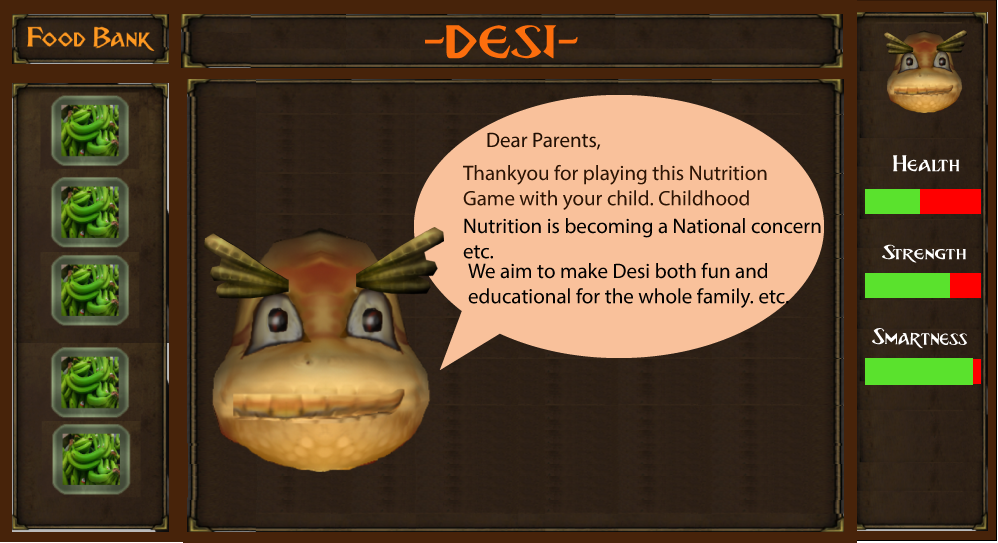 Food Bank
-DESI-
Dear Parents,
Thankyou for playing this Nutrition
Game with your child. Childhood
Nutrition is becoming a National concern
etc.
We aim to make Desi both fun and
educational for the whole family. etc.
Health
Strength
Smartness